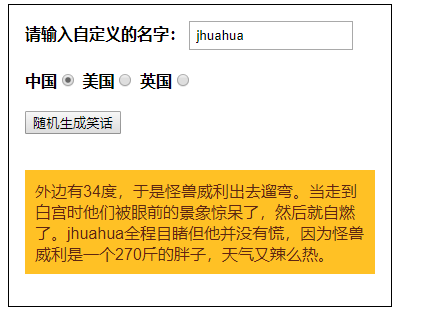 请输入自定义的名字： jhuahua
中国 美国 英国
随机生成笑话
外边有34度，于是怪兽威利出去遛弯。当走到
白宫时他们被眼前的景象惊呆了，然后就自燃
了。jhuahua全程目睹但他并没有慌，因为怪兽
威利是一个270斤的胖子，天气又辣么热。